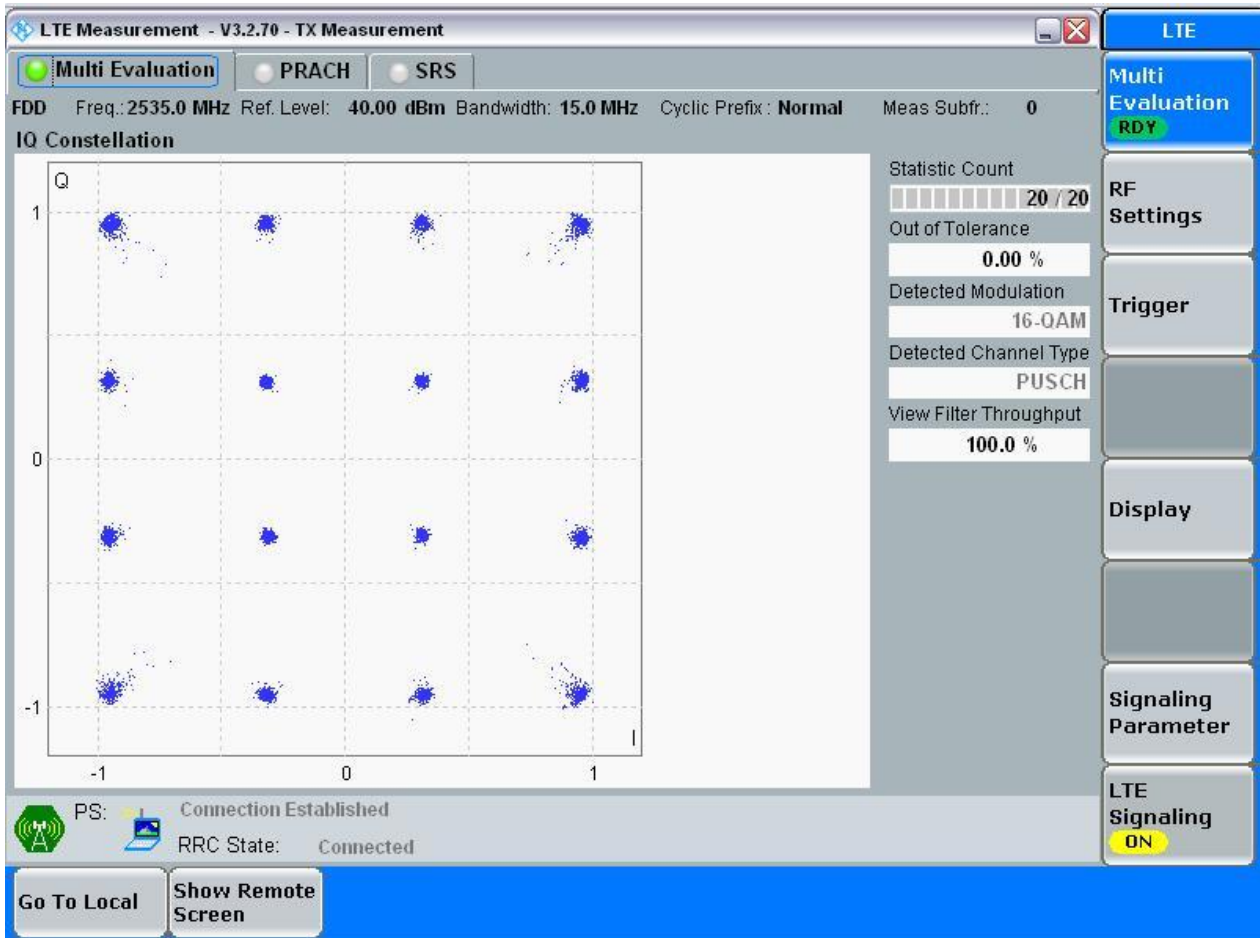 LTE Measurement - V3.2.70 - TX Measurement
LTE
Multi Evaluation PRACH SRS
FDD Freq.: 2535.0 MHz Ref. Level: 40.00 dBm Bandwidth: 15.0 MHz Cyclic Prefix : Normal Meas Subfr.: 0
IQ Constellation
Q
1
0
-1
-1 0 1
I
Statistic Count
20 / 20
Out of Tolerance
0.00 %
Detected Modulation
16-QAM
Detected Channel Type
PUSCH
View Filter Throughput
100.0 %
Multi
Evaluation
RDY
RF
Settings
Trigger
Display
Signaling
Parameter
LTE
Signaling
ON
PS: Connection Established
RRC State: Connected
Go To Local
Show Remote
Screen